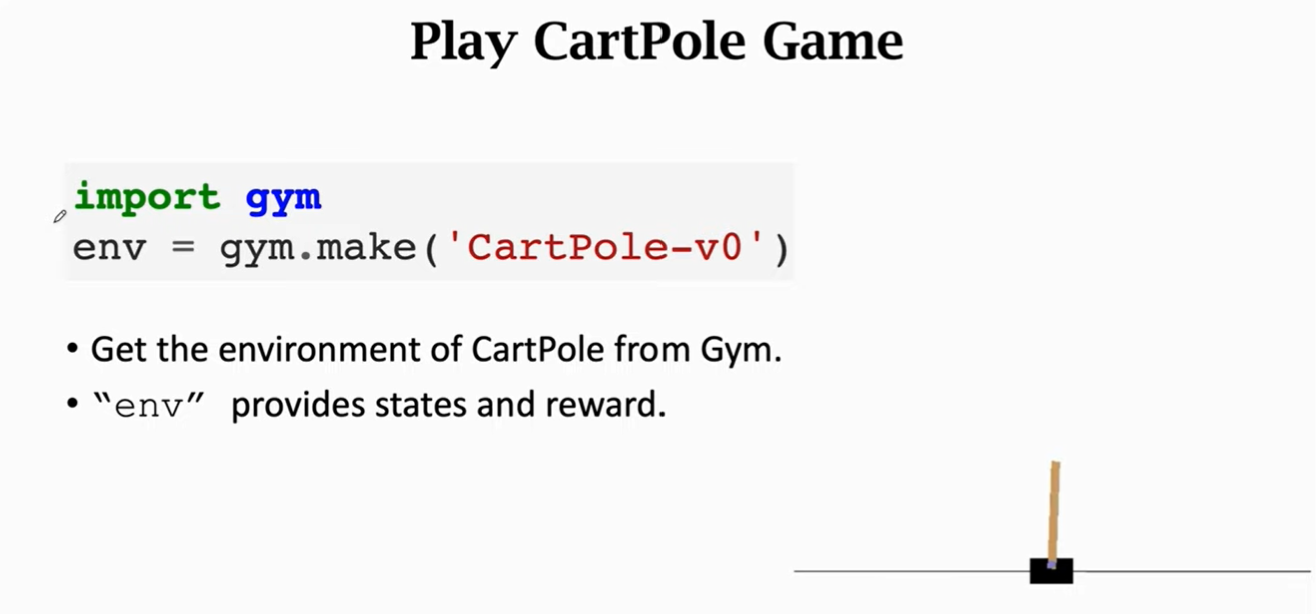 Play CartPole Game
import gym
env = gym.make('CartPole-v0')
• Get the environment of CartPole from Gym.
• “env” provides states and reward.